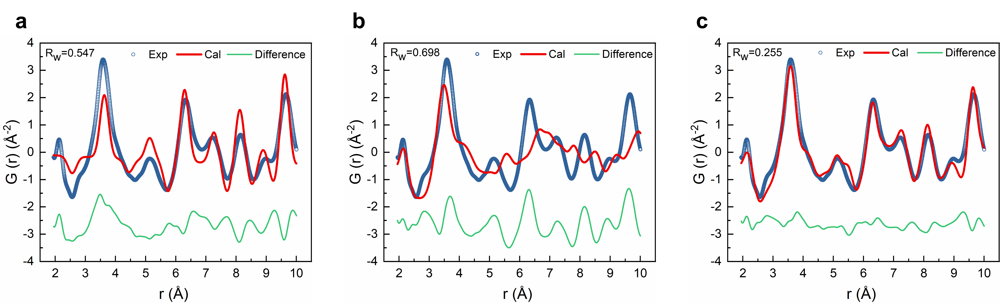 a
b
c
R_W=0.547 Exp Cal Difference
R_W=0.698 Exp Cal Difference
R_W=0.255 Exp Cal Difference
4
3
2
1
0
-1
-2
-3
-4
G (r) (Å⁻²)
2 3 4 5 6 7 8 9 10
r (Å)
4
3
2
1
0
-1
-2
-3
-4
G (r) (Å⁻²)
2 3 4 5 6 7 8 9 10
r (Å)
4
3
2
1
0
-1
-2
-3
-4
G (r) (Å⁻²)
2 3 4 5 6 7 8 9 10
r (Å)